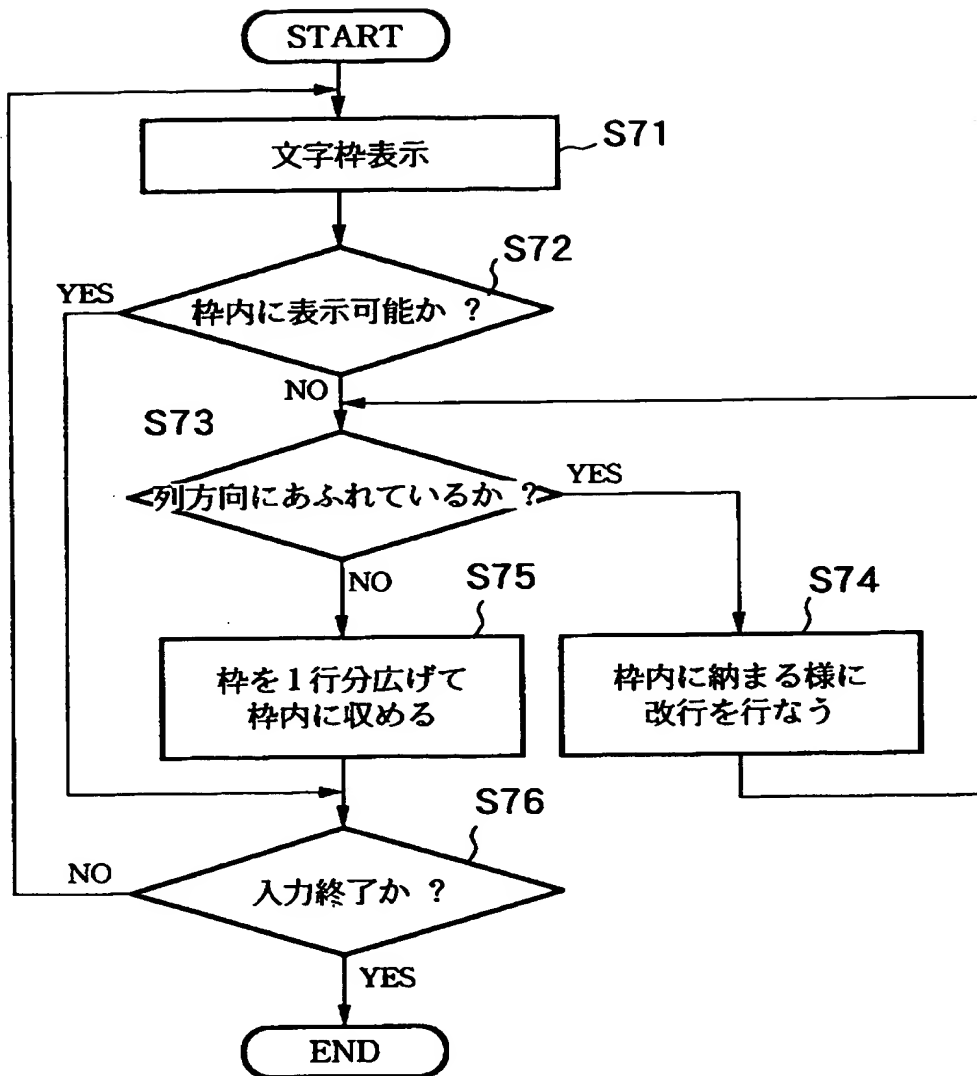 START
文字枠表示
S71
S72
YES
枠内に表示可能か ?
NO
S73
列方向にあふれているか ?
YES
NO
S75
S74
枠を1行分広げて
枠内に収める
枠内に納まる様に
改行を行なう
S76
NO
入力終了か ?
YES
END